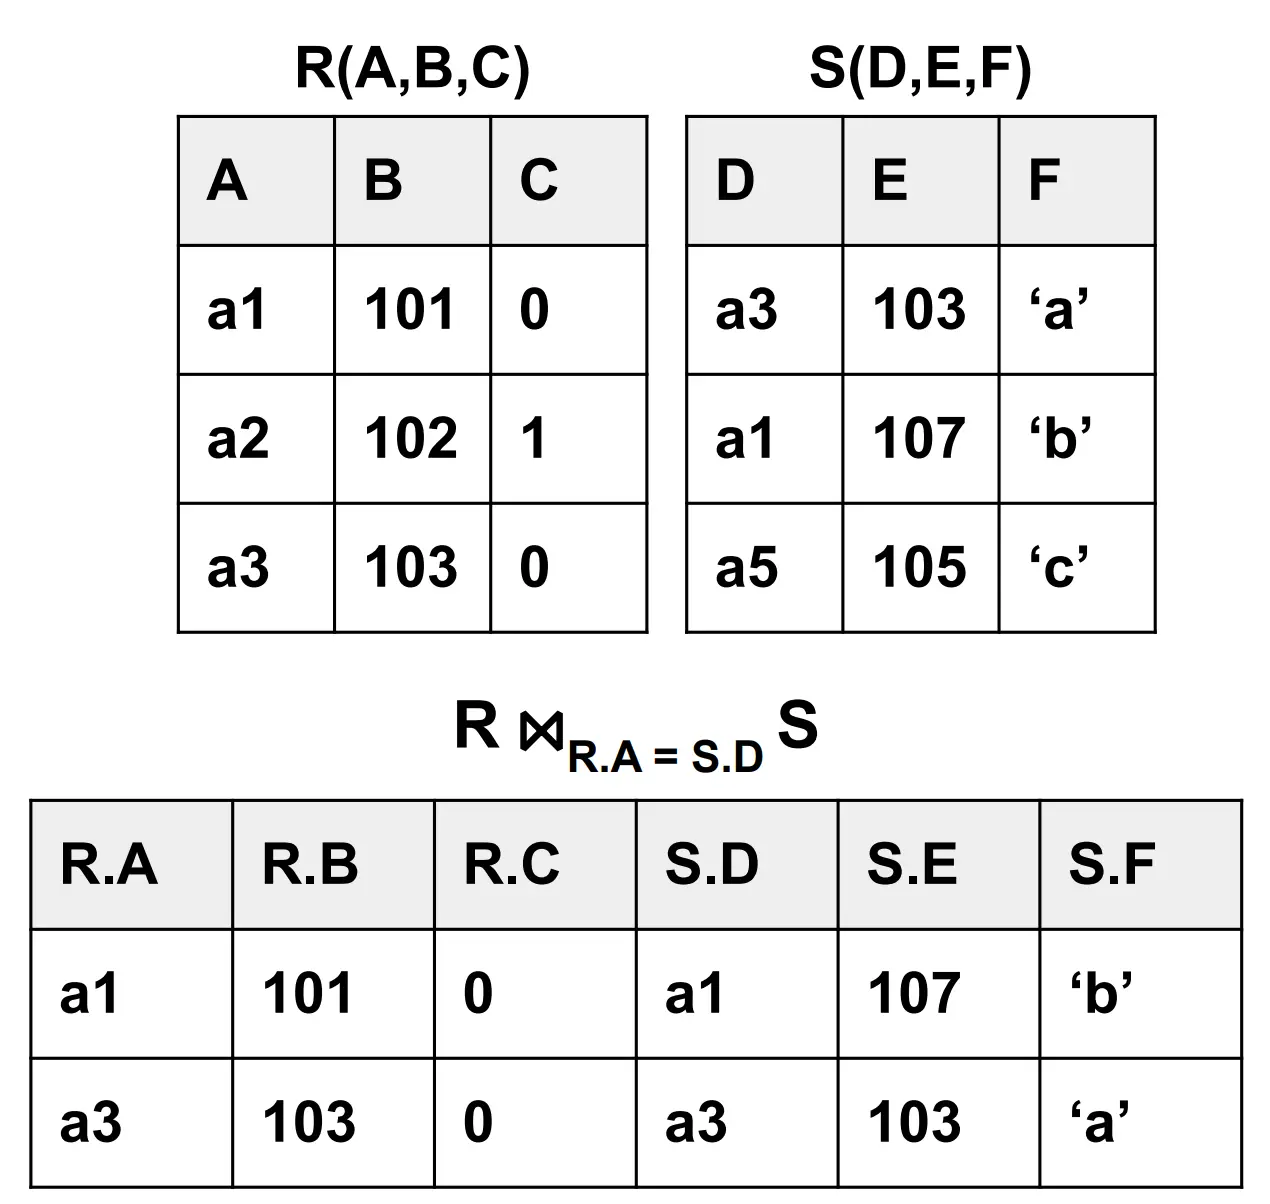 R(A,B,C) S(D,E,F)
A B C D E F
a1 101 0 a3 103 ‘a’
a2 102 1 a1 107 ‘b’
a3 103 0 a5 105 ‘c’
R ⋈R.A = S.D S
R.A R.B R.C S.D S.E S.F
a1 101 0 a1 107 ‘b’
a3 103 0 a3 103 ‘a’